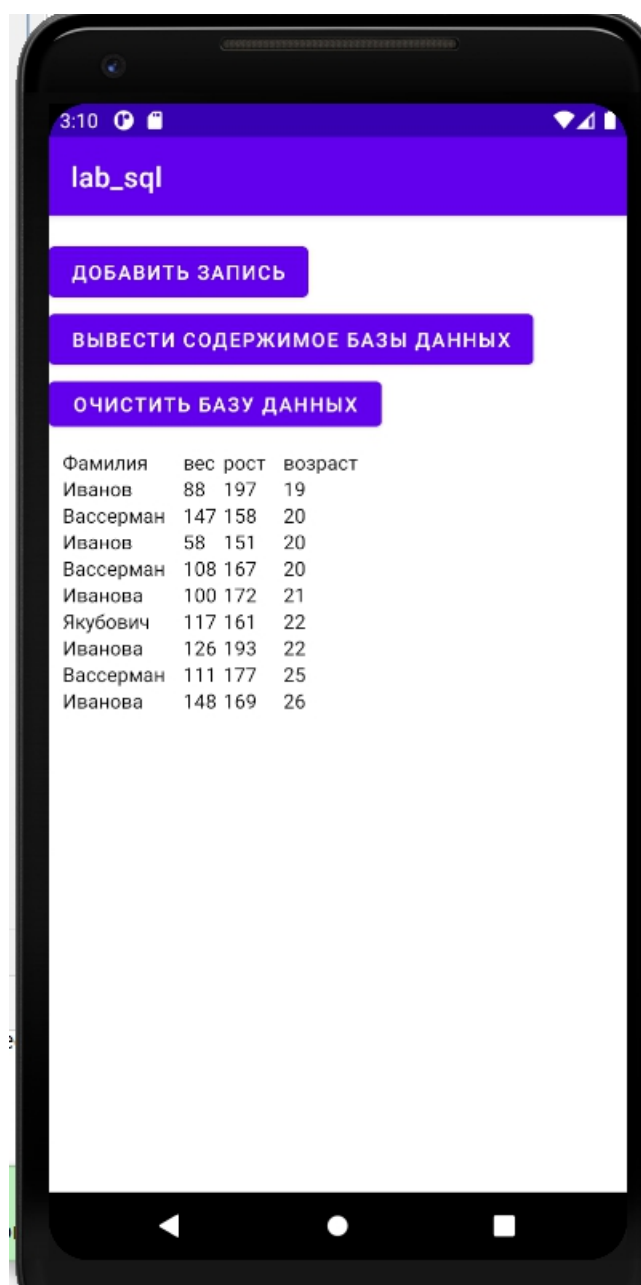 3:10
lab_sql
ДОБАВИТЬ ЗАПИСЬ
ВЫВЕСТИ СОДЕРЖИМОЕ БАЗЫ ДАННЫХ
ОЧИСТИТЬ БАЗУ ДАННЫХ
Фамилия вес рост возраст
Иванов 88 197 19
Вассерман 147 158 20
Иванов 58 151 20
Вассерман 108 167 20
Иванова 100 172 21
Якубович 117 161 22
Иванова 126 193 22
Вассерман 111 177 25
Иванова 148 169 26